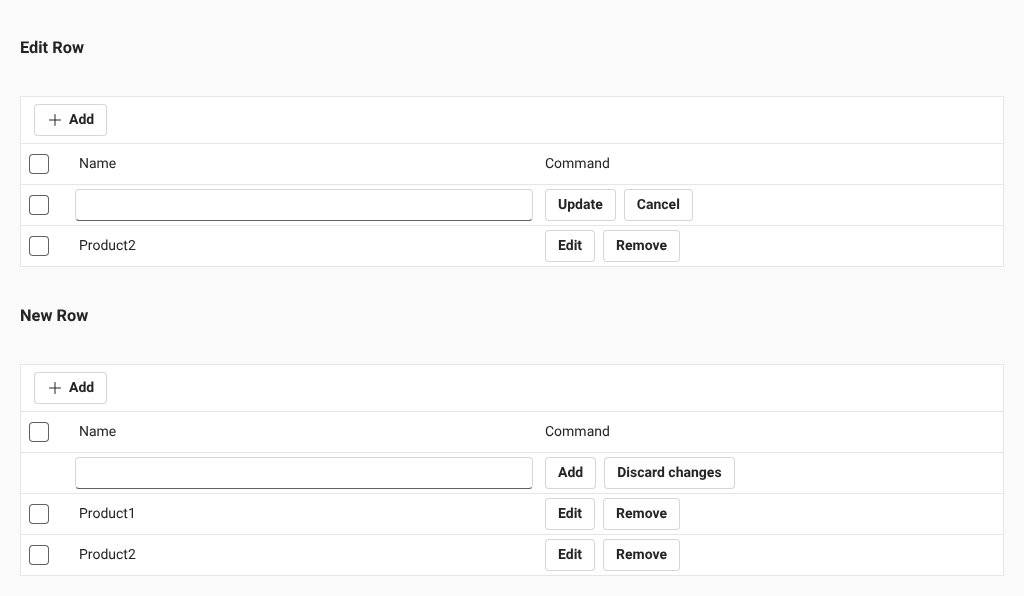 Edit Row
Add
Name Command
Update Cancel
Product2 Edit Remove
New Row
Add
Name Command
Add Discard changes
Product1 Edit Remove
Product2 Edit Remove